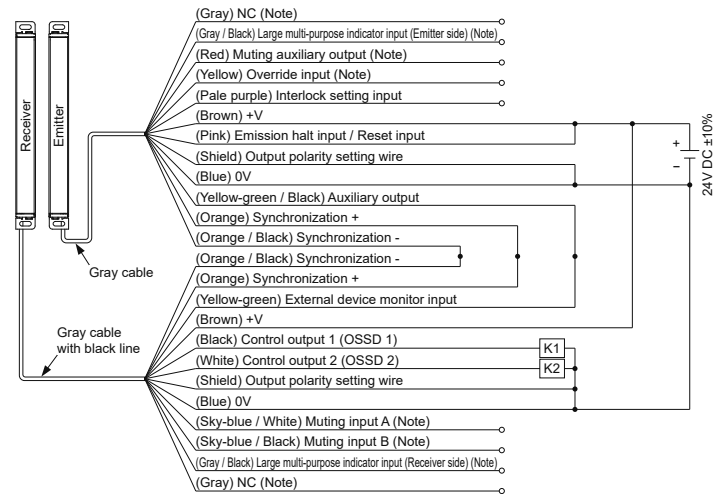 (Gray) NC (Note)
(Gray / Black) Large multi-purpose indicator input (Emitter side) (Note)
(Red) Muting auxiliary output (Note)
(Yellow) Override input (Note)
(Pale purple) Interlock setting input
(Brown) +V
(Pink) Emission halt input / Reset input
(Shield) Output polarity setting wire
(Blue) 0V
(Yellow-green / Black) Auxiliary output
(Orange) Synchronization +
(Orange / Black) Synchronization -
(Orange / Black) Synchronization -
(Orange) Synchronization +
(Yellow-green) External device monitor input
(Brown) +V
(Black) Control output 1 (OSSD 1)
(White) Control output 2 (OSSD 2)
(Shield) Output polarity setting wire
(Blue) 0V
(Sky-blue / White) Muting input A (Note)
(Sky-blue / Black) Muting input B (Note)
(Gray / Black) Large multi-purpose indicator input (Receiver side) (Note)
(Gray) NC (Note)
Receiver
Emitter
Gray cable
Gray cable
with black line
K1
K2
+
−
24V DC ±10%